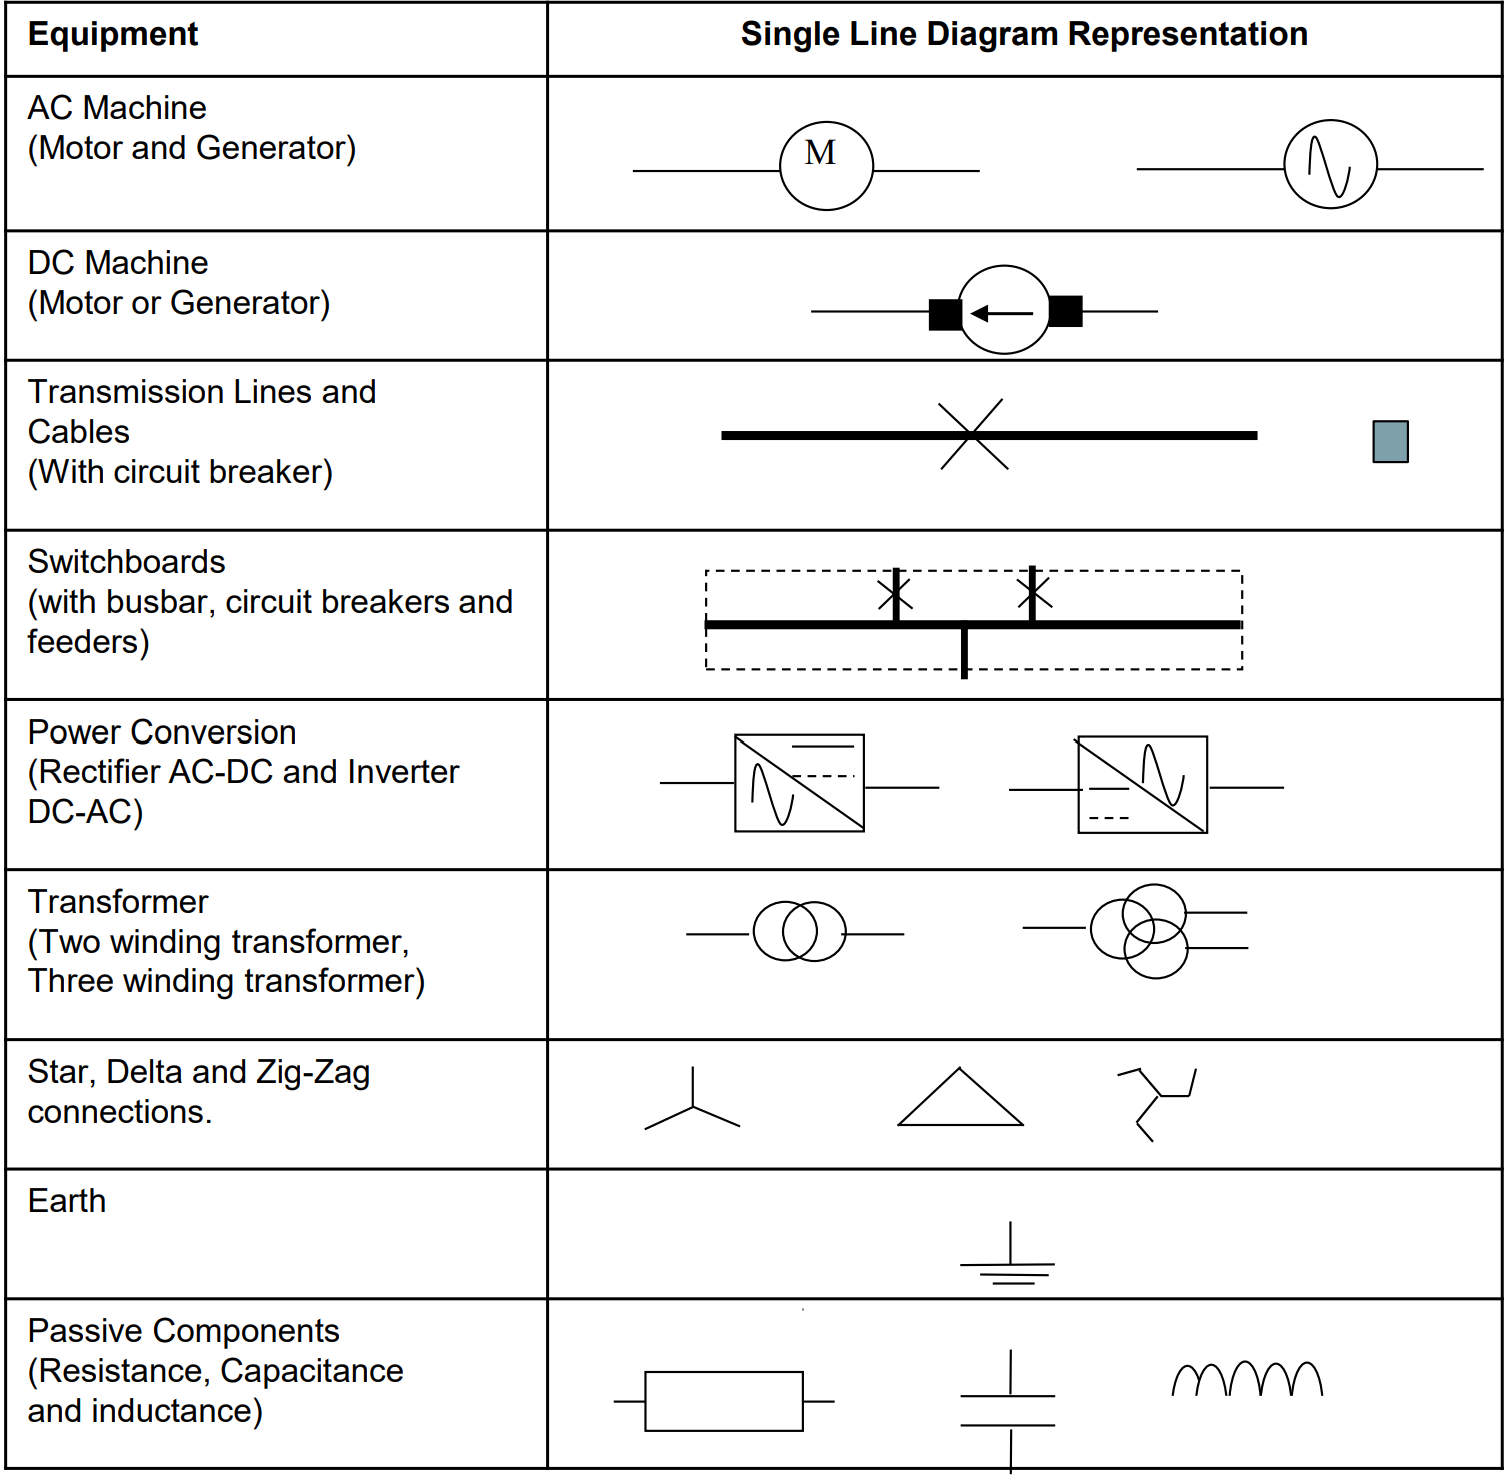 Equipment
Single Line Diagram Representation
AC Machine
(Motor and Generator)
M
DC Machine
(Motor or Generator)
Transmission Lines and
Cables
(With circuit breaker)
Switchboards
(with busbar, circuit breakers and
feeders)
Power Conversion
(Rectifier AC-DC and Inverter
DC-AC)
Transformer
(Two winding transformer,
Three winding transformer)
Star, Delta and Zig-Zag
connections.
Earth
Passive Components
(Resistance, Capacitance
and inductance)